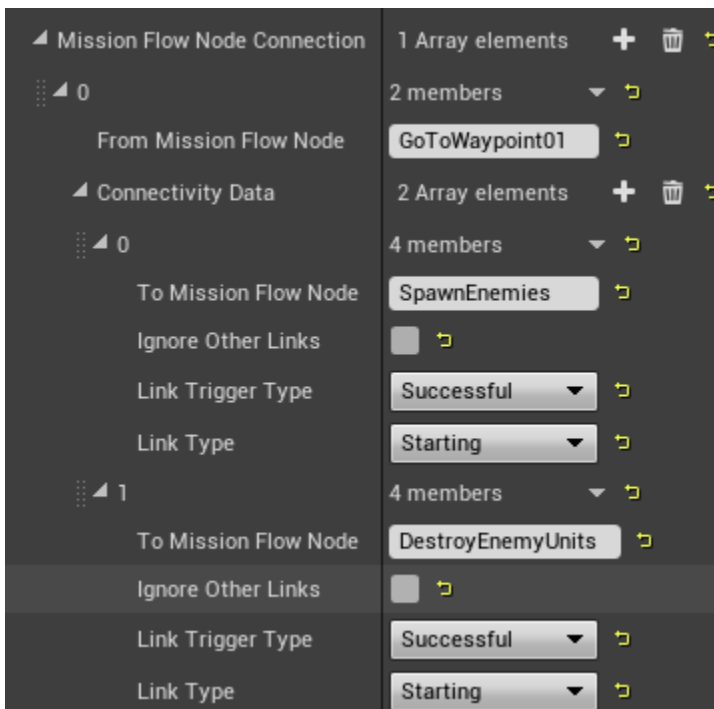 Mission Flow Node Connection 1 Array elements
0 2 members
From Mission Flow Node GoToWaypoint01
Connectivity Data 2 Array elements
0 4 members
To Mission Flow Node SpawnEnemies
Ignore Other Links
Link Trigger Type Successful
Link Type Starting
1 4 members
To Mission Flow Node DestroyEnemyUnits
Ignore Other Links
Link Trigger Type Successful
Link Type Starting